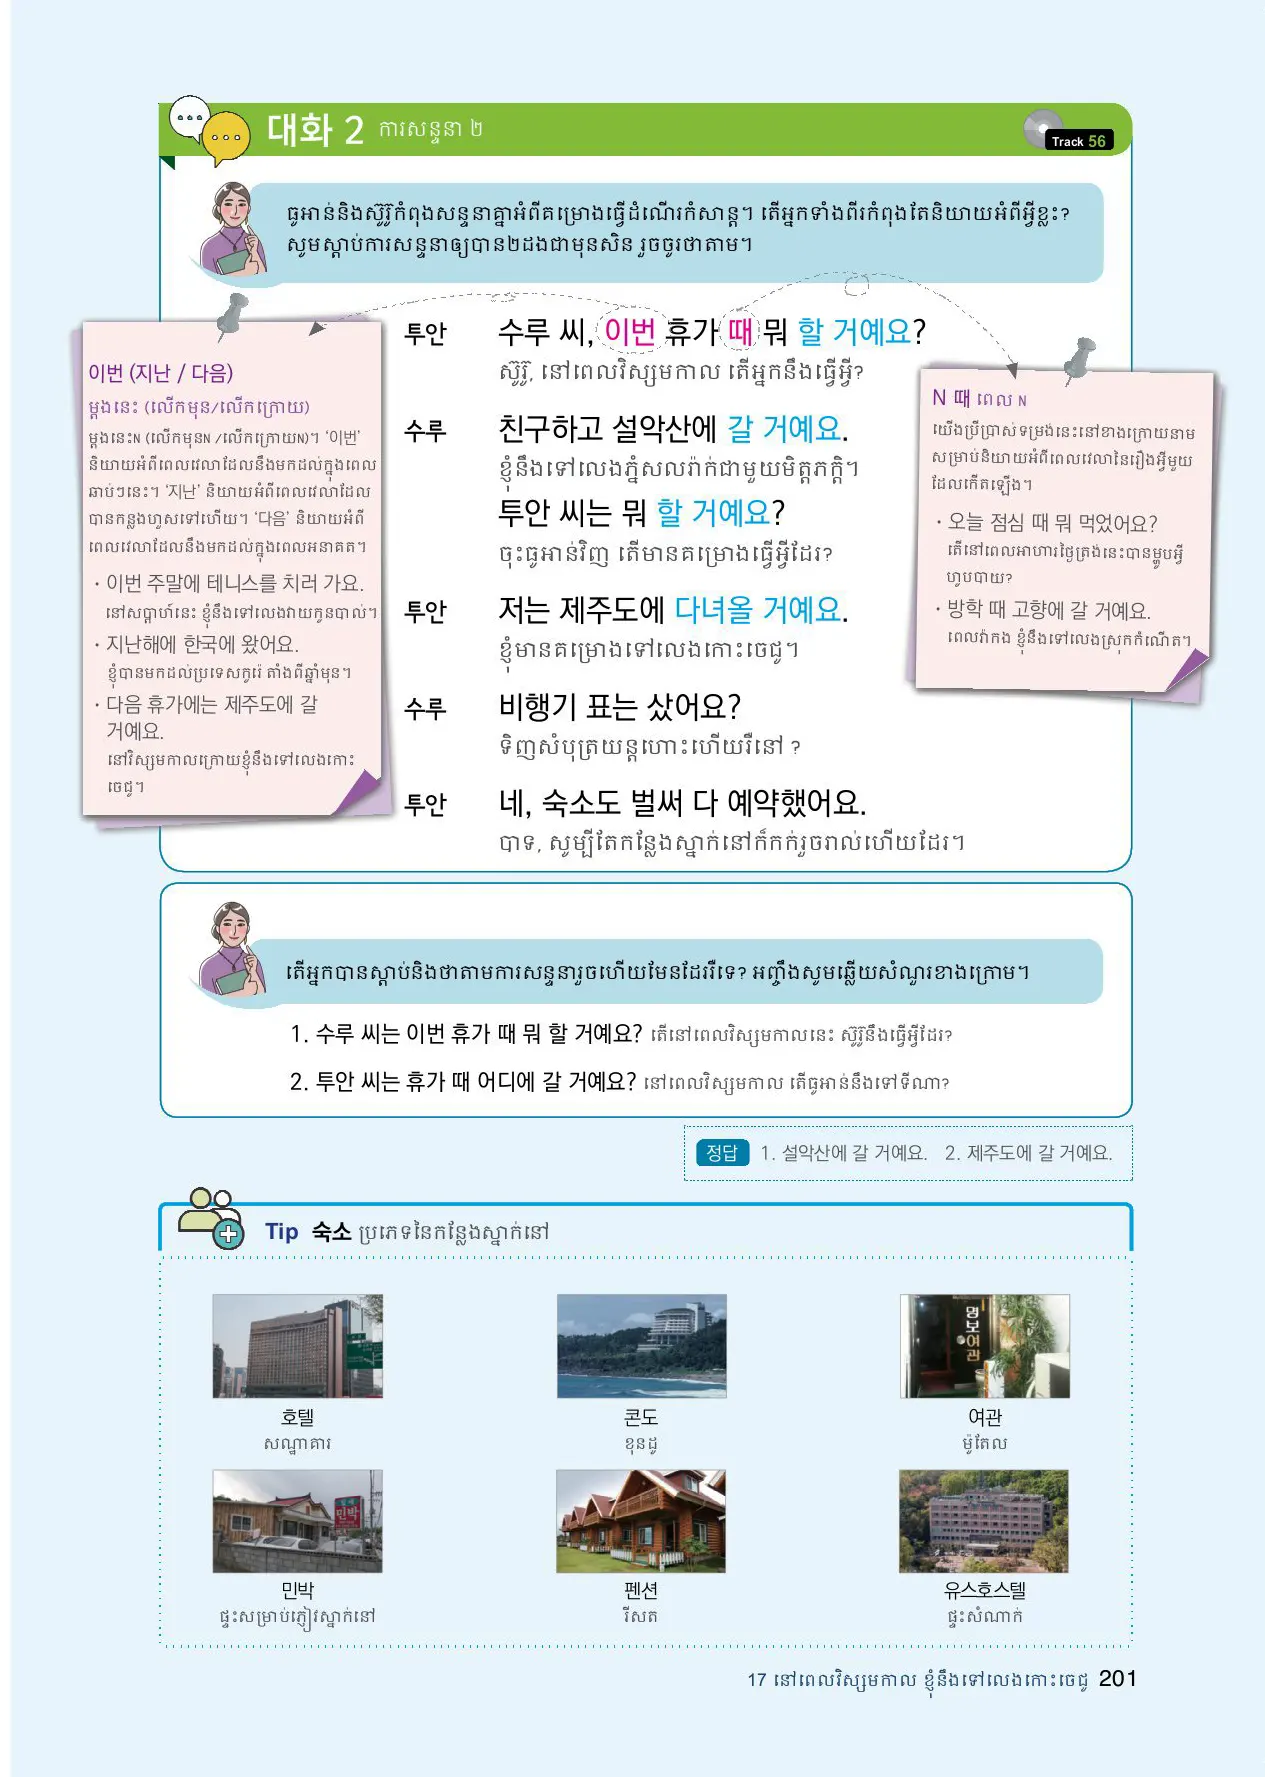 대화 2 ការសន្ទនា ២
Track 56
ធូអាន់និងស៊ូរ៉ូកំពុងសន្ទនាគ្នាអំពីគម្រោងធ្វើដំណើរកំសាន្ត។ តើអ្នកទាំងពីរកំពុងតែនិយាយអំពីអ្វីខ្លះ?
សូមស្តាប់ការសន្ទនាឲ្យបាន២ដងជាមុនសិន រួចចូរថាតាម។
투안 수루 씨, 이번 휴가 때 뭐 할 거예요?
ស៊ូរ៉ូ, នៅពេលវិស្សមកាល តើអ្នកនឹងធ្វើអ្វី?
수루 친구하고 설악산에 갈 거예요.
ខ្ញុំនឹងទៅលេងភ្នំសលរ៉ាក់ជាមួយមិត្តភក្តិ។
투안 씨는 뭐 할 거예요?
ចុះធូអាន់វិញ តើមានគម្រោងធ្វើអ្វីដែរ?
투안 저는 제주도에 다녀올 거예요.
ខ្ញុំមានគម្រោងទៅលេងកោះចេជូ។
수루 비행기 표는 샀어요?
ទិញសំបុត្រយន្តហោះហើយរឺនៅ ?
투안 네, 숙소도 벌써 다 예약했어요.
បាទ, សូម្បីតែកន្លែងស្នាក់នៅក៏កក់រួចរាល់ហើយដែរ។
이번 (지난 / 다음)
ម្តងនេះ (លើកមុន/លើកក្រោយ)
ម្តងនេះN (លើកមុនN /លើកក្រោយN)។ ‘이번’
និយាយអំពីពេលវេលាដែលនឹងមកដល់ក្នុងពេល
ឆាប់ៗនេះ។ ‘지난’ និយាយអំពីពេលវេលាដែល
បានកន្លងហួសទៅហើយ។ ‘다음’ និយាយអំពី
ពេលវេលាដែលនឹងមកដល់ក្នុងពេលអនាគត។
· 이번 주말에 테니스를 치러 가요.
នៅសប្តាហ៍នេះ ខ្ញុំនឹងទៅលេងវាយកូនបាល់។
· 지난해에 한국에 왔어요.
ខ្ញុំបានមកដល់ប្រទេសកូរ៉េ តាំងពីឆ្នាំមុន។
· 다음 휴가에는 제주도에 갈
거예요.
នៅវិស្សមកាលក្រោយខ្ញុំនឹងទៅលេងកោះ
ចេជូ។
N 때 ពេល N
យើងប្រើប្រាស់ទម្រង់នេះនៅខាងក្រោយនាម
សម្រាប់និយាយអំពីពេលវេលានៃរឿងអ្វីមួយ
ដែលកើតឡើង។
· 오늘 점심 때 뭐 먹었어요?
តើនៅពេលអាហារថ្ងៃត្រង់នេះបានម្ហូបអ្វី
ហូបបាយ?
· 방학 때 고향에 갈 거예요.
ពេលវ៉ាកង ខ្ញុំនឹងទៅលេងស្រុកកំណើត។
តើអ្នកបានស្តាប់និងថាតាមការសន្ទនារួចហើយមែនដែររឺទេ? អញ្ចឹងសូមឆ្លើយសំណួរខាងក្រោម។
1. 수루 씨는 이번 휴가 때 뭐 할 거예요? តើនៅពេលវិស្សមកាលនេះ ស៊ូរ៉ូនឹងធ្វើអ្វីដែរ?
2. 투안 씨는 휴가 때 어디에 갈 거예요? នៅពេលវិស្សមកាល តើធូអាន់នឹងទៅទីណា?
정답 1. 설악산에 갈 거예요. 2. 제주도에 갈 거예요.
Tip 숙소 ប្រភេទនៃកន្លែងស្នាក់នៅ
명보여관
호텔 콘도 여관
សណ្ឋាគារ ខុនដូ ម៉ូតែល
민박
민박 펜션 유스호스텔
ផ្ទះសម្រាប់ភ្ញៀវស្នាក់នៅ រីសត ផ្ទះសំណាក់
17 នៅពេលវិស្សមកាល ខ្ញុំនឹងទៅលេងកោះចេជូ 201